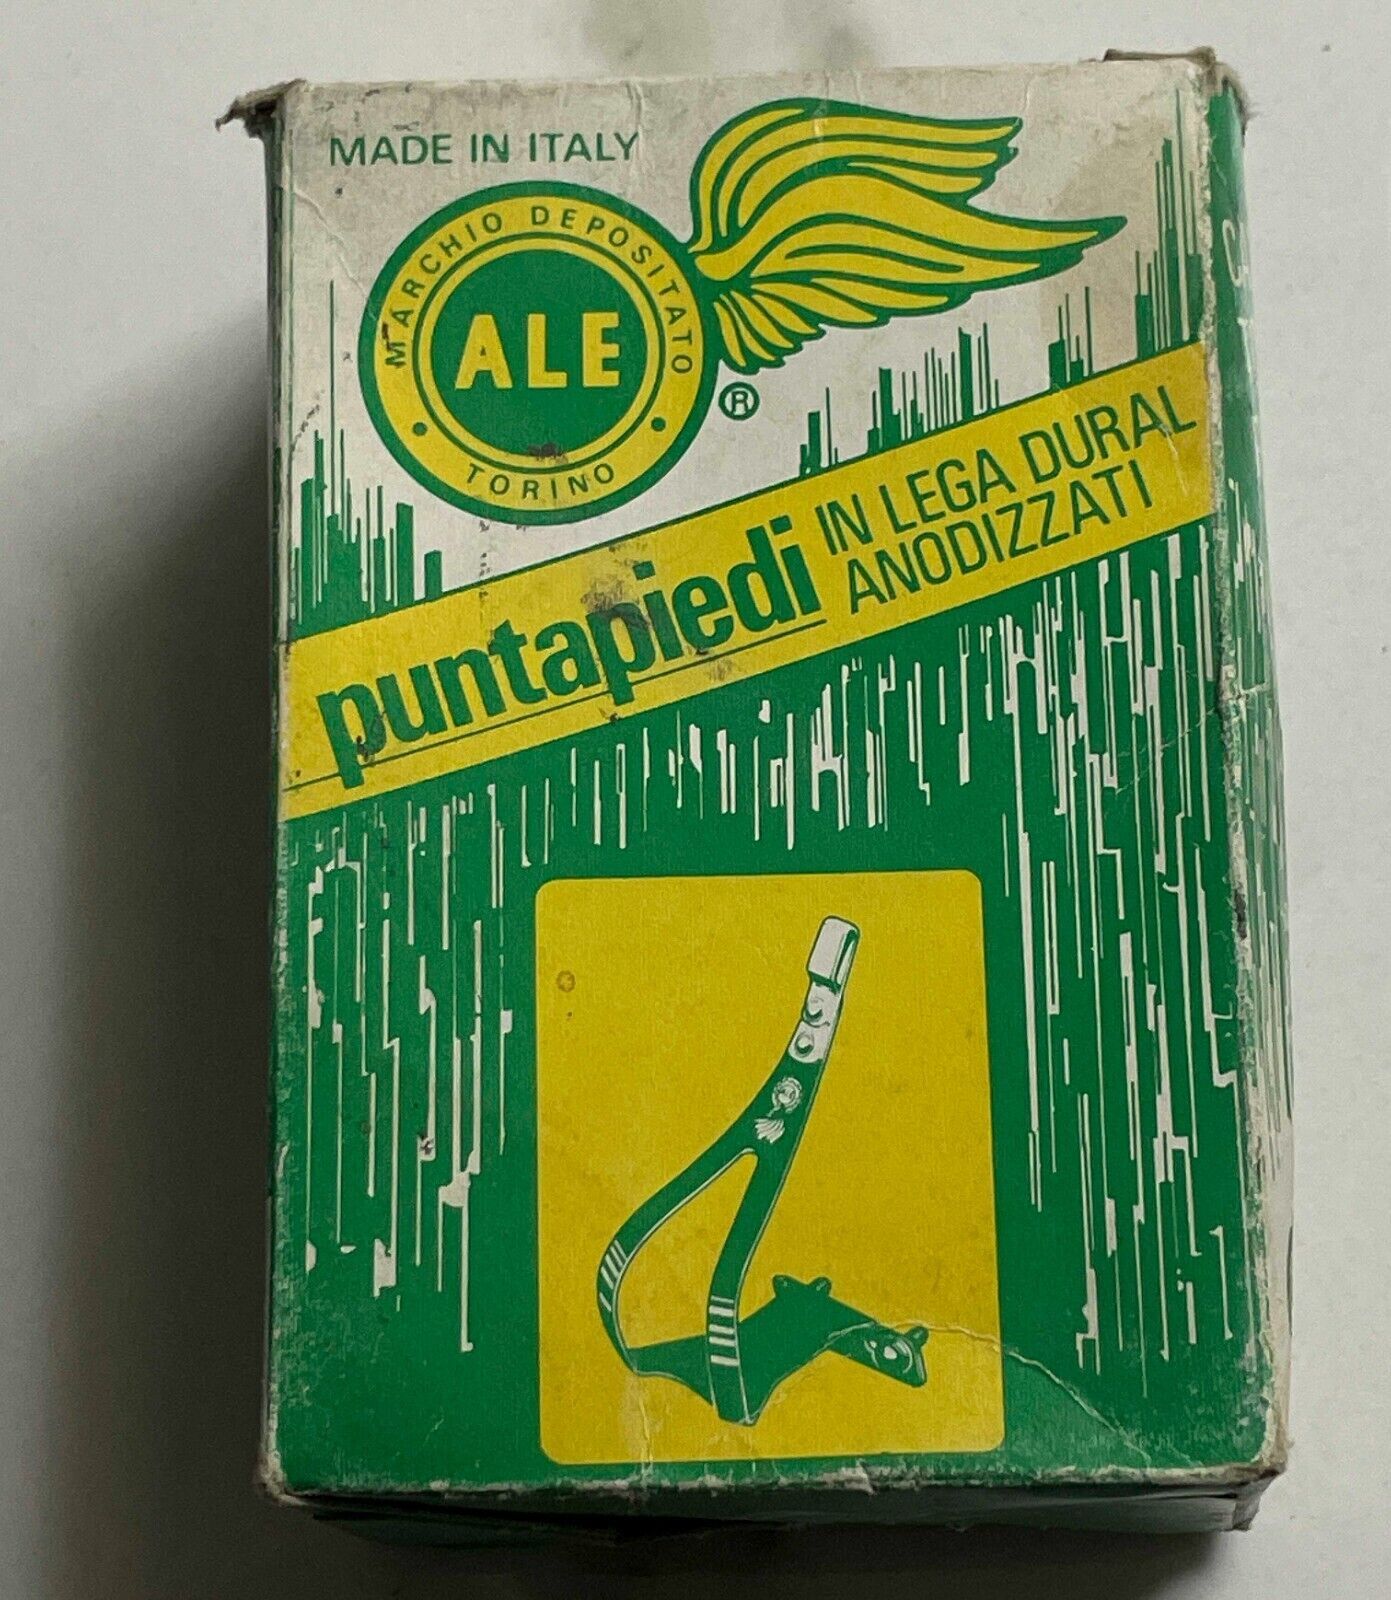 MADE IN ITALY
MARCHIO DEPOSITATO
ALE
• TORINO •
®
puntapiedi
IN LEGA DURAL
ANODIZZATI